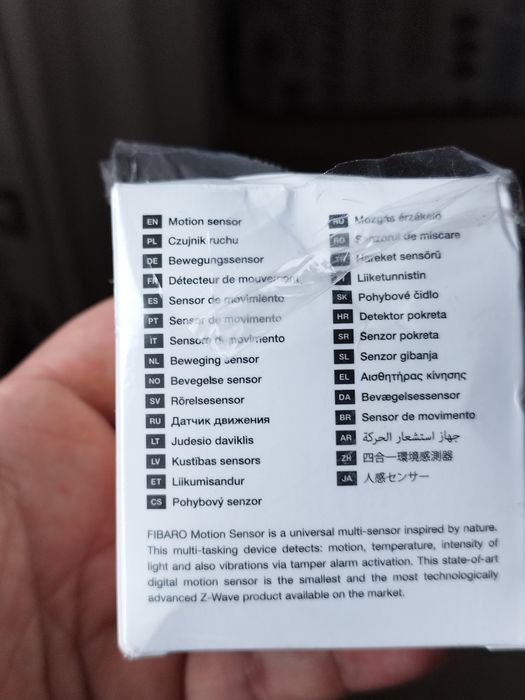 EN Motion sensor
PL Czujnik ruchu
DE Bewegungssensor
FR Détecteur de mouvement
ES Sensor de movimiento
PT Sensor de movimento
IT Sensore di movimento
NL Beweging sensor
NO Bevegelse sensor
SV Rörelsesensor
RU Датчик движения
LT Judesio daviklis
LV Kustības sensors
ET Liikumisandur
CS Pohybový senzor
Mozgás érzékelő
RO Senzorul de miscare
TR Hareket sensörü
Liiketunnistin
SK Pohybové čidlo
HR Detektor pokreta
SR Senzor pokreta
SL Senzor gibanja
EL Αισθητήρας κίνησης
DA Bevægelsessensor
BR Sensor de movimento
AR جهاز استشعار الحركة
ZH 四合一環境感測器
JA 人感センサー
FIBARO Motion Sensor is a universal multi-sensor inspired by nature.
This multi-tasking device detects: motion, temperature, intensity of
light and also vibrations via tamper alarm activation. This state-of-art
digital motion sensor is the smallest and the most technologically
advanced Z-Wave product available on the market.